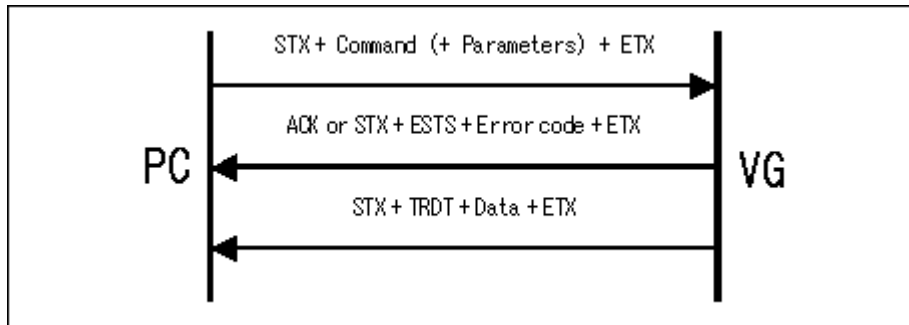 STX + Command (+ Parameters) + ETX
ACK or STX + ESTS + Error code + ETX
PC
VG
STX + TRDT + Data + ETX